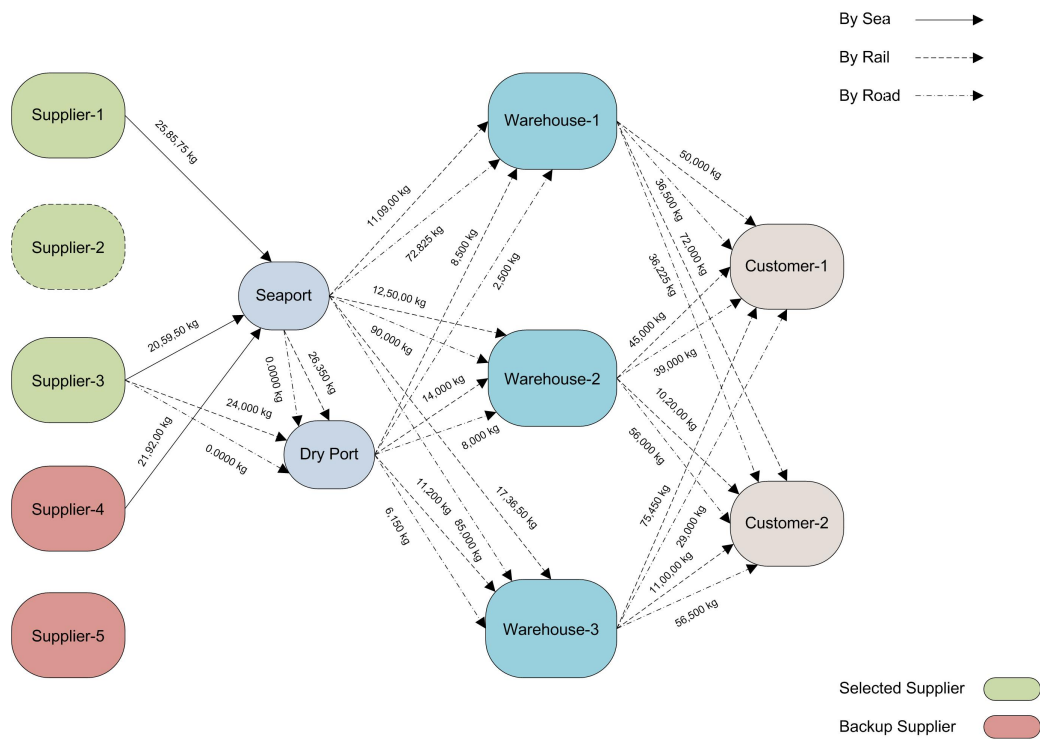 By Sea
By Rail
By Road
Supplier-1
Supplier-2
Supplier-3
Supplier-4
Supplier-5
25,85,75 kg
20,59,50 kg
24,000 kg
0.0000 kg
21,92,00 kg
Seaport
Dry Port
0.0000 kg
26,350 kg
11,09,00 kg
72,825 kg
8,500 kg
2,500 kg
12,50,00 kg
90,000 kg
14,000 kg
8,000 kg
17,36,50 kg
85,000 kg
11,200 kg
6,150 kg
Warehouse-1
Warehouse-2
Warehouse-3
50,000 kg
36,500 kg
72,000 kg
36,225 kg
45,000 kg
39,000 kg
10,20,00 kg
56,000 kg
75,450 kg
29,000 kg
11,00,00 kg
56,500 kg
Customer-1
Customer-2
Selected Supplier
Backup Supplier